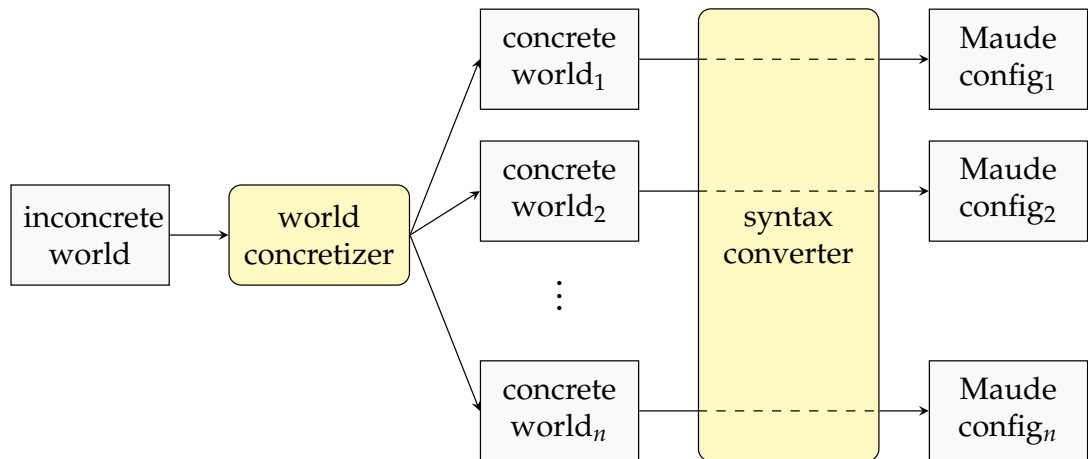 inconcrete
world
world
concretizer
concrete
world₁
concrete
world₂
⋮
concrete
worldₙ
syntax
converter
Maude
config₁
Maude
config₂
Maude
configₙ